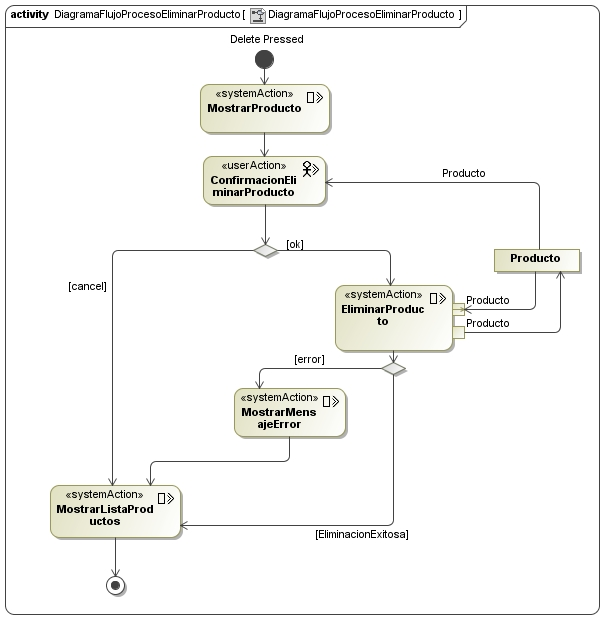 activity DiagramaFlujoProcesoEliminarProducto [ DiagramaFlujoProcesoEliminarProducto ]
Delete Pressed
«systemAction»
MostrarProducto
«userAction»
ConfirmacionEli
minarProducto
Producto
[ok]
[cancel]
Producto
«systemAction»
EliminarProduc
to
Producto
Producto
[error]
«systemAction»
MostrarMens
ajeError
«systemAction»
MostrarListaProd
uctos
[EliminacionExitosa]